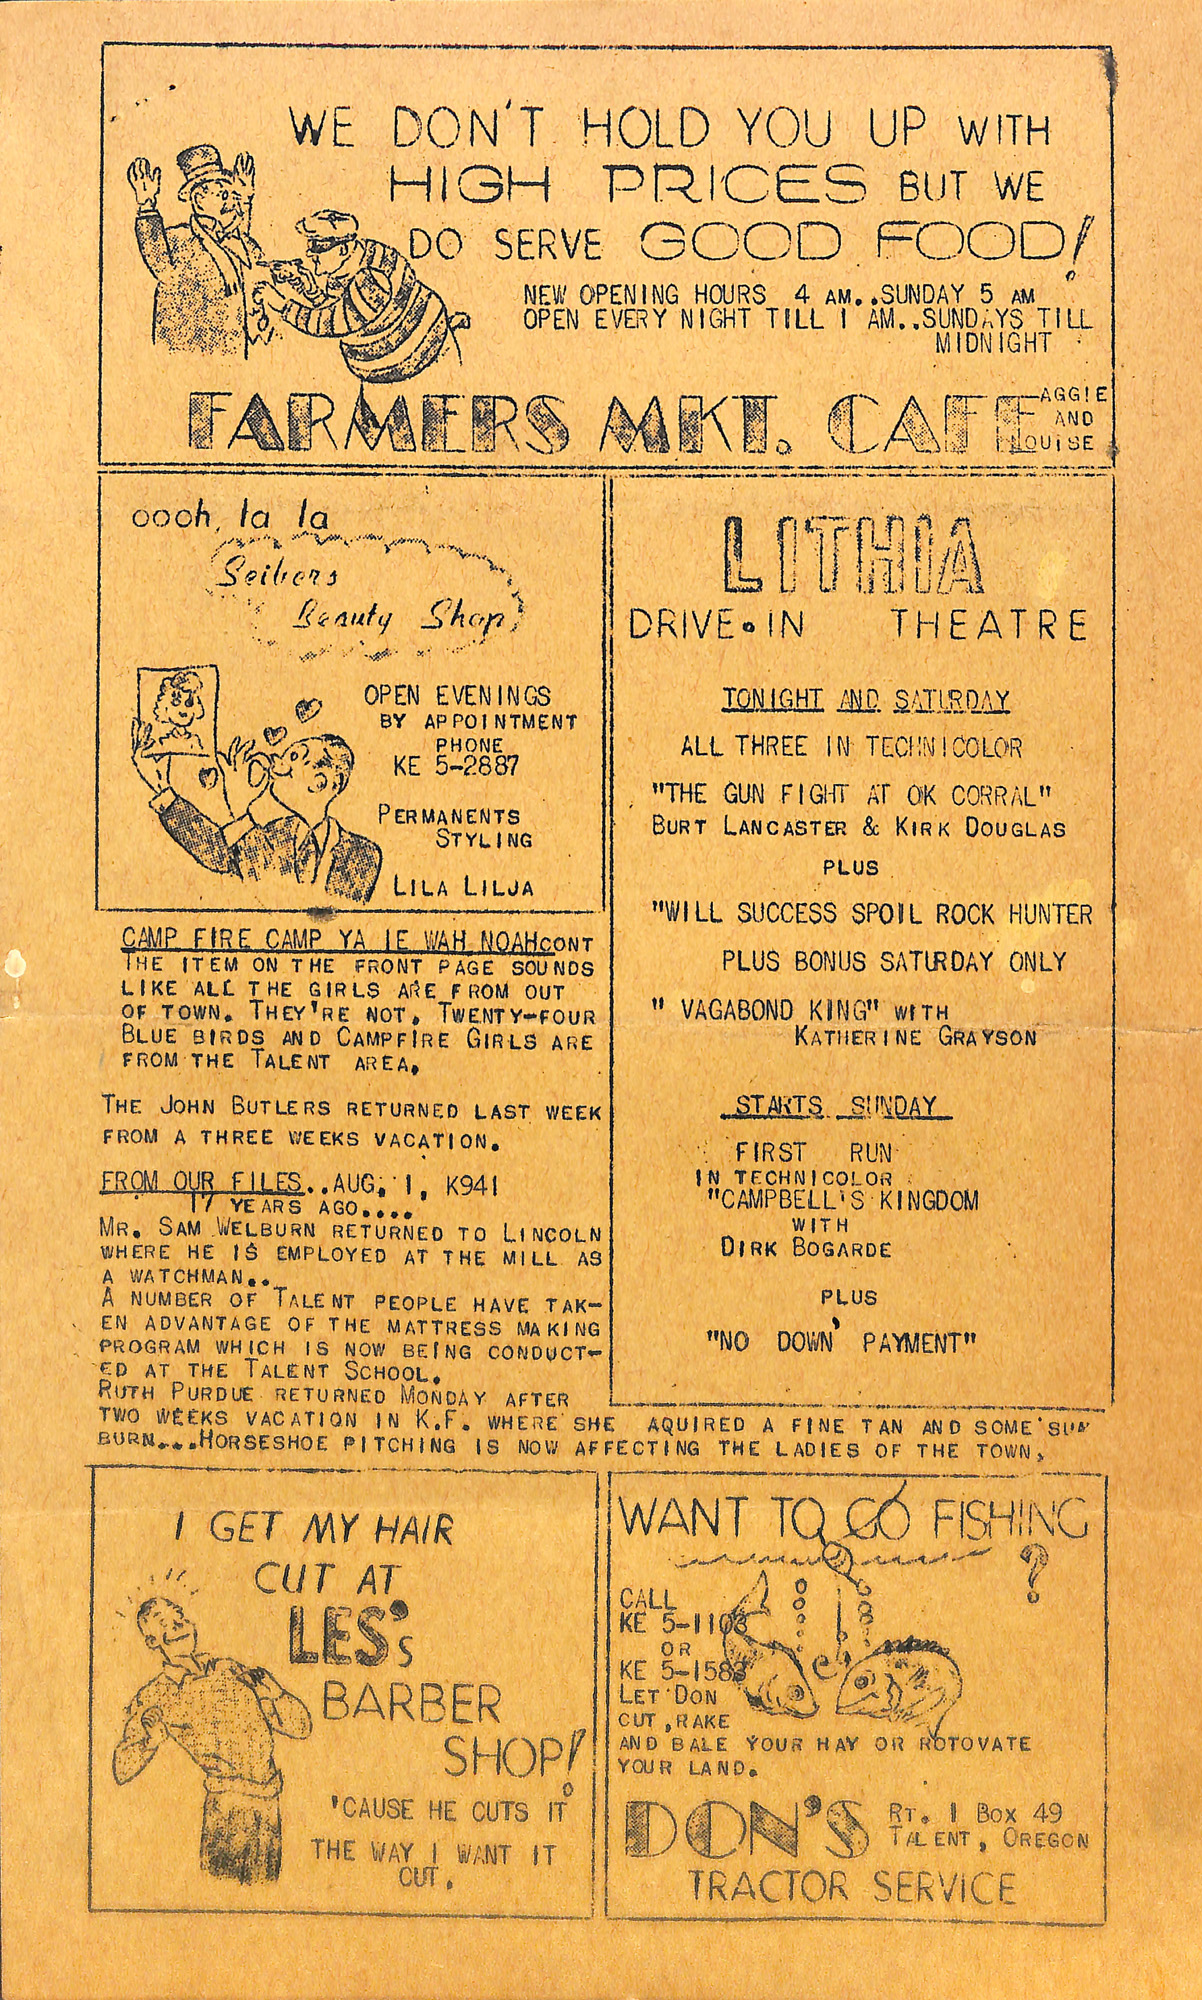 WE DON'T HOLD YOU UP WITH
HIGH PRICES BUT WE
DO SERVE GOOD FOOD!
NEW OPENING HOURS 4 AM..SUNDAY 5 AM
OPEN EVERY NIGHT TILL 1 AM..SUNDAYS TILL
MIDNIGHT
FARMERS MKT. CAFE
AGGIE
AND
LOUISE
oooh, la la
Seibers
Beauty Shop
OPEN EVENINGS
BY APPOINTMENT
PHONE
KE 5-2887
PERMANENTS
STYLING
LILA LILJA
CAMP FIRE CAMP YA IE WAH NOAHCONT
THE ITEM ON THE FRONT PAGE SOUNDS
LIKE ALL THE GIRLS ARE FROM OUT
OF TOWN. THEY'RE NOT. TWENTY-FOUR
BLUE BIRDS AND CAMPFIRE GIRLS ARE
FROM THE TALENT AREA.
THE JOHN BUTLERS RETURNED LAST WEEK
FROM A THREE WEEKS VACATION.
FROM OUR FILES..AUG. 1, K941
17 YEARS AGO....
MR. SAM WELBURN RETURNED TO LINCOLN
WHERE HE IS EMPLOYED AT THE MILL AS
A WATCHMAN..
A NUMBER OF TALENT PEOPLE HAVE TAK-
EN ADVANTAGE OF THE MATTRESS MAKING
PROGRAM WHICH IS NOW BEING CONDUCT-
ED AT THE TALENT SCHOOL.
RUTH PURDUE RETURNED MONDAY AFTER
TWO WEEKS VACATION IN K.F. WHERE SHE AQUIRED A FINE TAN AND SOME SUN
BURN...HORSESHOE PITCHING IS NOW AFFECTING THE LADIES OF THE TOWN.
LITHIA
DRIVE-IN THEATRE
TONIGHT AND SATURDAY
ALL THREE IN TECHNICOLOR
"THE GUN FIGHT AT OK CORRAL"
BURT LANCASTER & KIRK DOUGLAS
PLUS
"WILL SUCCESS SPOIL ROCK HUNTER
PLUS BONUS SATURDAY ONLY
" VAGABOND KING" WITH
KATHERINE GRAYSON
STARTS SUNDAY
FIRST RUN
IN TECHNICOLOR
"CAMPBELL'S KINGDOM
WITH
DIRK BOGARDE
PLUS
"NO DOWN PAYMENT"
I GET MY HAIR
CUT AT
LES's
BARBER
SHOP!
'CAUSE HE CUTS IT
THE WAY I WANT IT
CUT.
WANT TO GO FISHING
?
CALL
KE 5-1103
OR
KE 5-1583
LET DON
CUT, RAKE
AND BALE YOUR HAY OR ROTOVATE
YOUR LAND.
DON'S
RT. 1 BOX 49
TALENT, OREGON
TRACTOR SERVICE